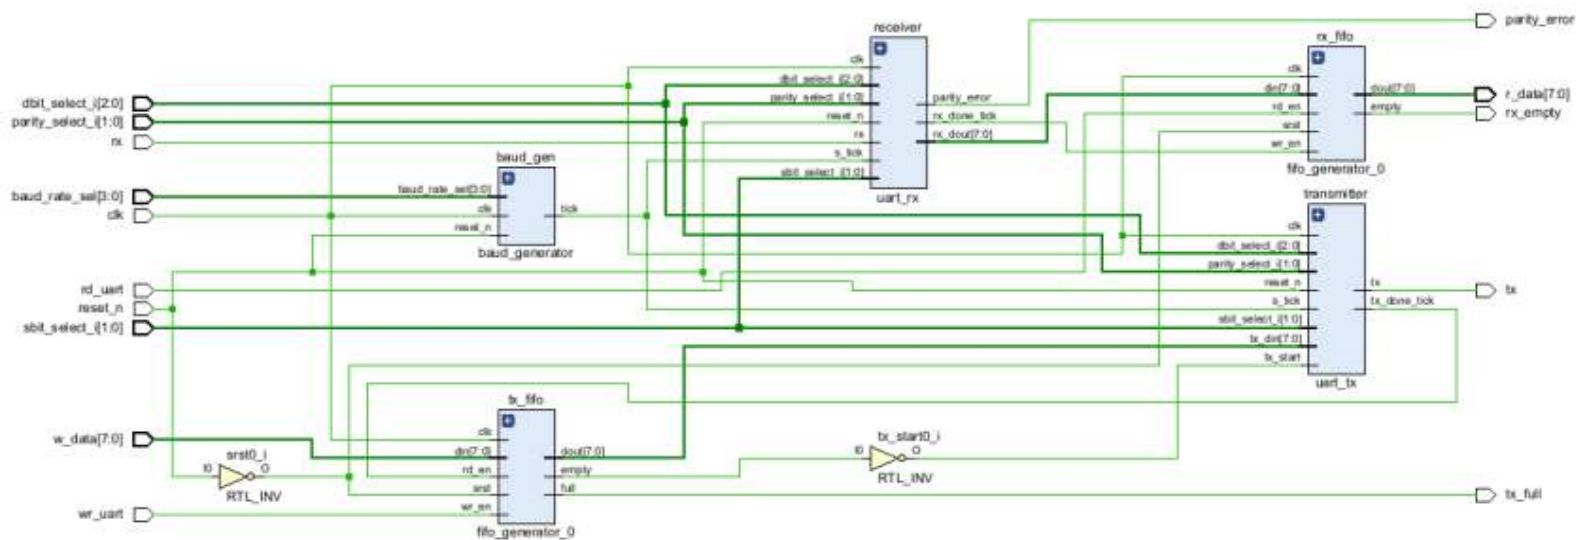 dbit_select_i[2:0]
parity_select_i[1:0]
rx
baud_rate_sel[3:0]
clk
rd_uart
reset_n
sbit_select_i[1:0]
w_data[7:0]
wr_uart
srst0_i
I0
O
RTL_INV
baud_gen
baud_rate_sel[3:0]
clk
reset_n
tick
baud_generator
tx_fifo
clk
din[7:0]
rd_en
srst
wr_en
dout[7:0]
empty
full
fifo_generator_0
receiver
clk
dbit_select_i[2:0]
parity_select_i[1:0]
reset_n
rx
s_tick
sbit_select_i[1:0]
parity_error
rx_done_tick
rx_dout[7:0]
uart_rx
tx_start0_i
I0
O
RTL_INV
rx_fifo
clk
din[7:0]
rd_en
srst
wr_en
dout[7:0]
empty
fifo_generator_0
transmitter
clk
dbit_select_i[2:0]
parity_select_i[1:0]
reset_n
s_tick
sbit_select_i[1:0]
tx_din[7:0]
tx_start
tx
tx_done_tick
uart_tx
parity_error
r_data[7:0]
rx_empty
tx
tx_full